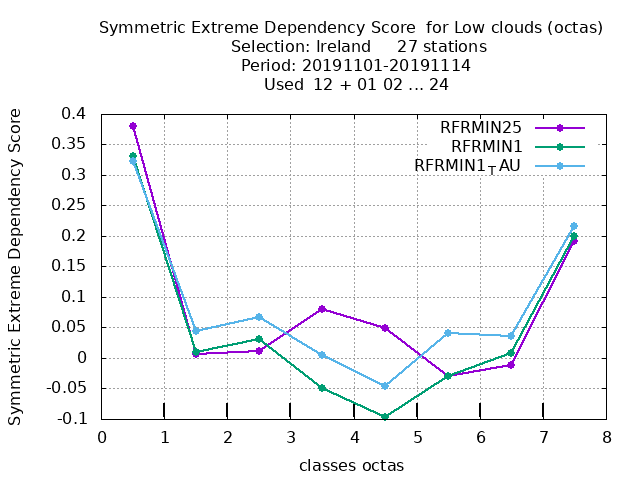 Symmetric Extreme Dependency Score  for Low clouds (octas)
Selection: Ireland     27 stations
Period: 20191101-20191114
Used  12 + 01 02 ... 24
Symmetric Extreme Dependency Score
0.4
0.35
0.3
0.25
0.2
0.15
0.1
0.05
0
-0.05
-0.1
RFRMIN25
RFRMIN1
RFRMIN1TAU
0 1 2 3 4 5 6 7 8
classes octas